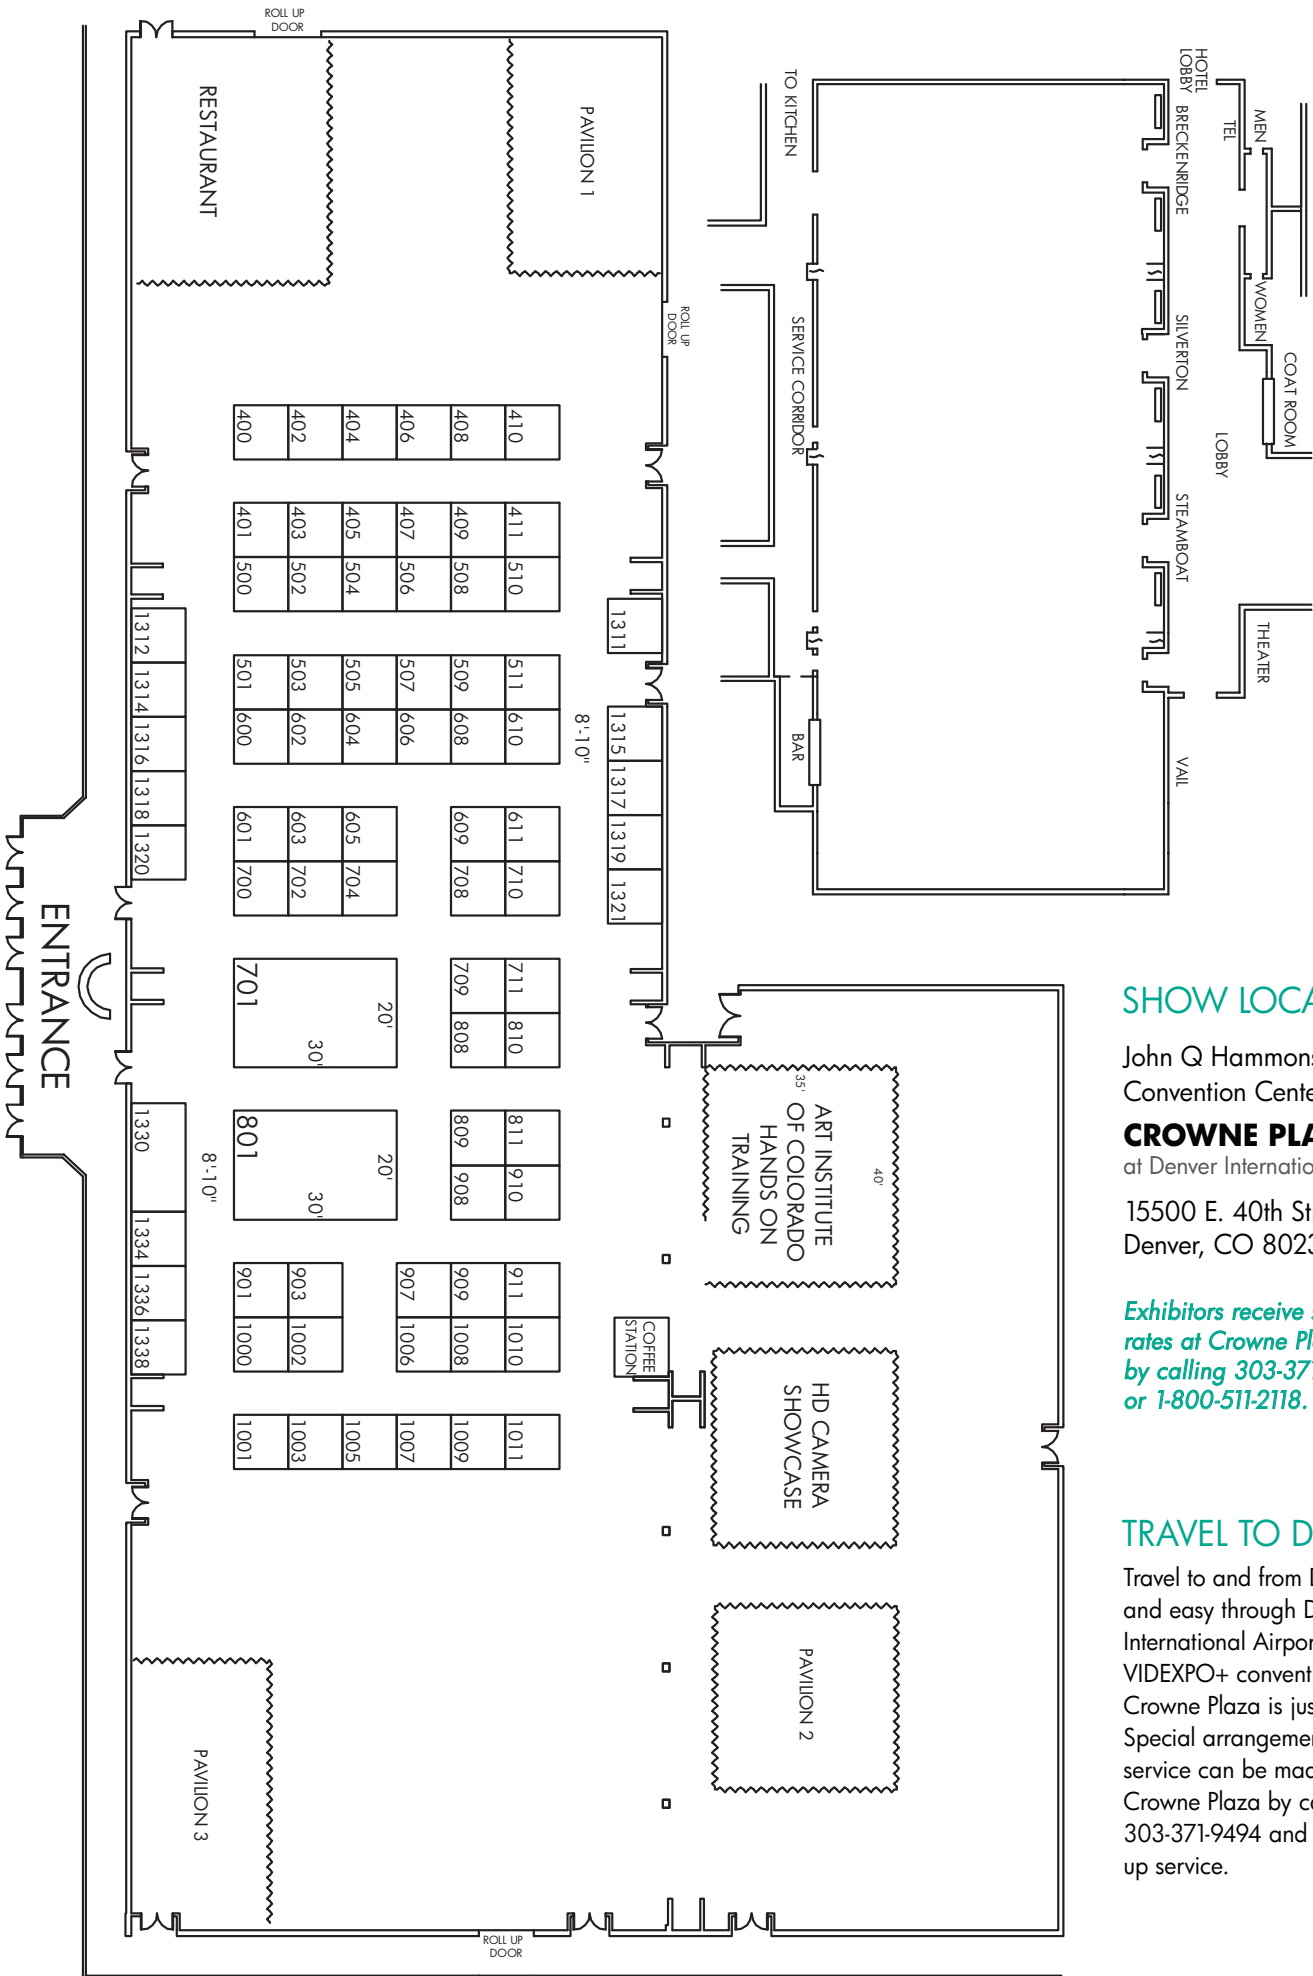 ROLL UP
DOOR
RESTAURANT
PAVILION 1
TO KITCHEN
HOTEL
LOBBY
BRECKENRIDGE
TEL
MEN
WOMEN
COAT ROOM
ROLL UP
DOOR
SERVICE CORRIDOR
SILVERTON
LOBBY
STEAMBOAT
THEATER
VAIL
BAR
400
402
404
406
408
410
401
403
405
407
409
411
500
502
504
506
508
510
1311
1312
1314
1316
1318
1320
501
503
505
507
509
511
600
602
604
606
608
610
8'-10"
1315
1317
1319
1321
601
603
605
609
611
700
702
704
708
710
ENTRANCE
701
20'
30'
709
711
808
810
801
20'
30'
809
811
908
910
1330
1334
1336
1338
8'-10"
901
903
907
909
911
1000
1002
1006
1008
1010
1001
1003
1005
1007
1009
1011
COFFEE
STATION
35'
40'
ART INSTITUTE
OF COLORADO
HANDS ON
TRAINING
HD CAMERA
SHOWCASE
PAVILION 2
PAVILION 3
ROLL UP
DOOR
SHOW LOCA
John Q Hammons
Convention Cente
CROWNE PLA
at Denver Internatio
15500 E. 40th St
Denver, CO 8023
Exhibitors receive
rates at Crowne Pl
by calling 303-371
or 1-800-511-2118.
TRAVEL TO D
Travel to and from D
and easy through D
International Airpor
VIDEXPO+ convent
Crowne Plaza is jus
Special arrangemen
service can be mad
Crowne Plaza by ca
303-371-9494 and
up service.